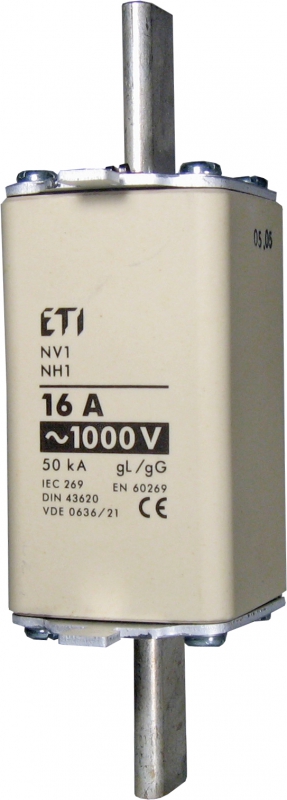 05.05
ETI
NV1
NH1
16 A
~1000 V
50 kA gL/gG
IEC 269 EN 60269
DIN 43620
VDE 0636/21 CE